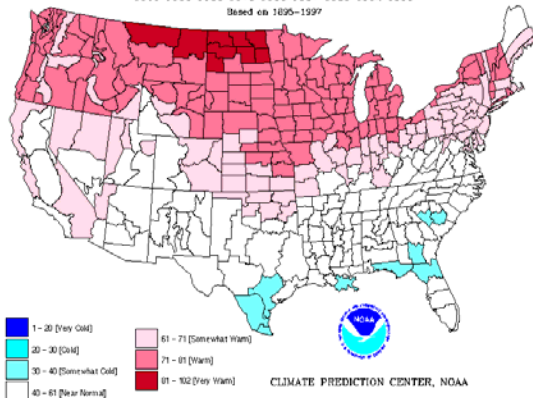 Based on 1895-1997
1 - 20 [Very Cold]
20 - 30 [Cold]
30 - 40 [Somewhat Cold]
40 - 61 [Near Normal]
61 - 71 [Somewhat Warm]
71 - 81 [Warm]
81 - 102 [Very Warm]
NOAA
CLIMATE PREDICTION CENTER, NOAA